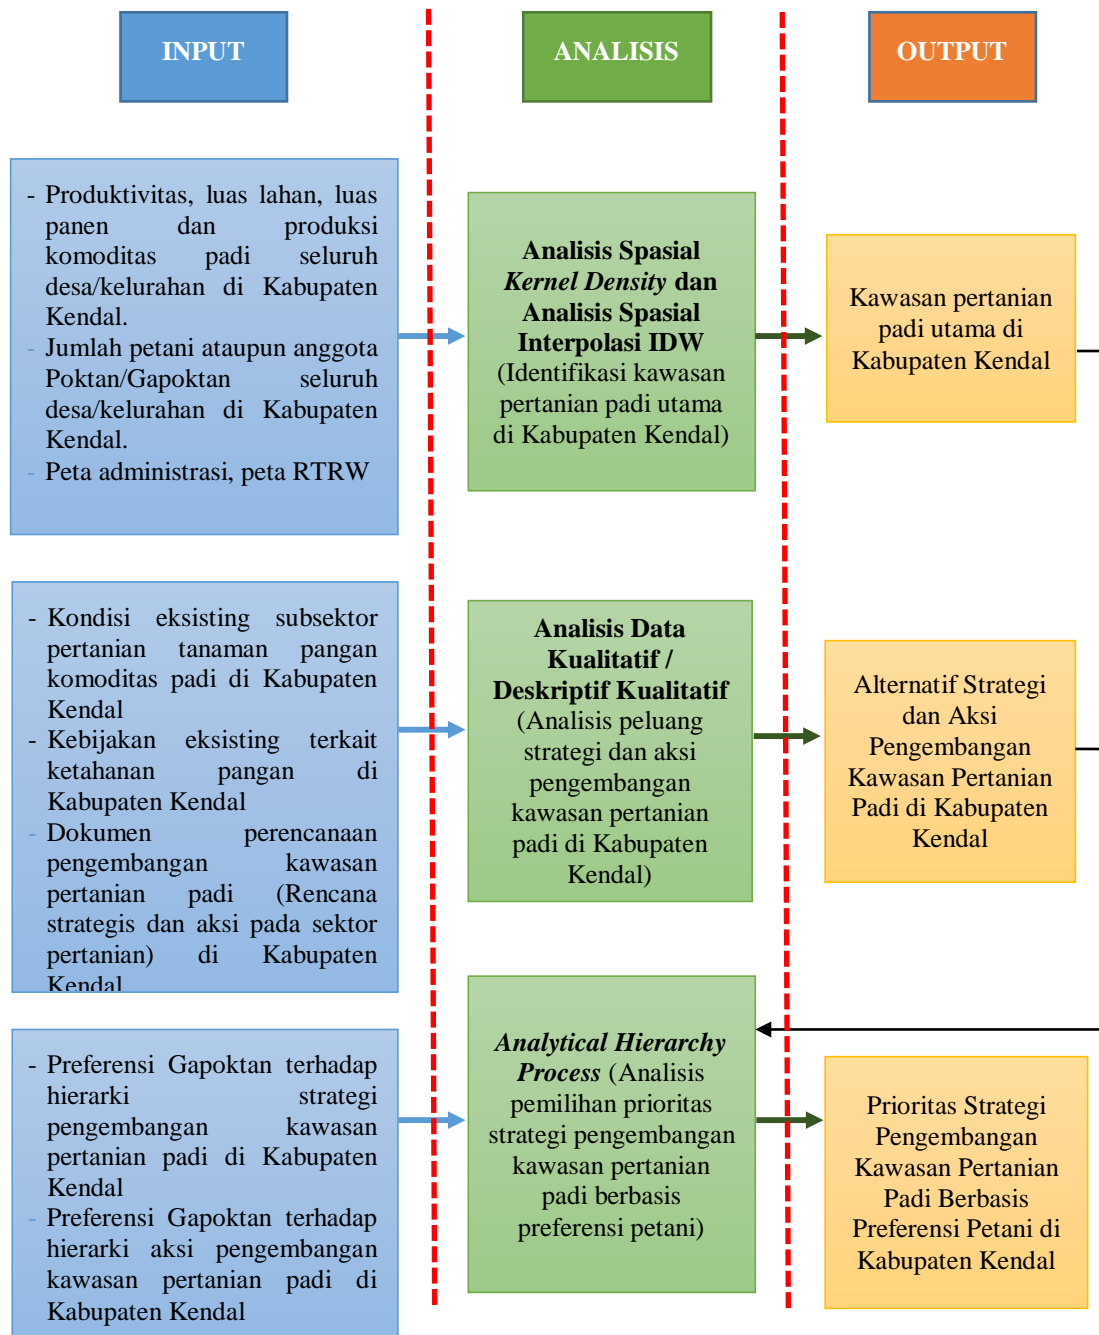 INPUT
ANALISIS
OUTPUT
- Produktivitas, luas lahan, luas
panen dan produksi
komoditas padi seluruh
desa/kelurahan di Kabupaten
Kendal.
- Jumlah petani ataupun anggota
Poktan/Gapoktan seluruh
desa/kelurahan di Kabupaten
Kendal.
- Peta administrasi, peta RTRW
Analisis Spasial
Kernel Density dan
Analisis Spasial
Interpolasi IDW
(Identifikasi kawasan
pertanian padi utama
di Kabupaten Kendal)
Kawasan pertanian
padi utama di
Kabupaten Kendal
- Kondisi eksisting subsektor
pertanian tanaman pangan
komoditas padi di Kabupaten
Kendal
- Kebijakan eksisting terkait
ketahanan pangan di
Kabupaten Kendal
- Dokumen perencanaan
pengembangan kawasan
pertanian padi (Rencana
strategis dan aksi pada sektor
pertanian) di Kabupaten
Kendal
Analisis Data
Kualitatif /
Deskriptif Kualitatif
(Analisis peluang
strategi dan aksi
pengembangan
kawasan pertanian
padi di Kabupaten
Kendal)
Alternatif Strategi
dan Aksi
Pengembangan
Kawasan Pertanian
Padi di Kabupaten
Kendal
- Preferensi Gapoktan terhadap
hierarki strategi
pengembangan kawasan
pertanian padi di Kabupaten
Kendal
- Preferensi Gapoktan terhadap
hierarki aksi pengembangan
kawasan pertanian padi di
Kabupaten Kendal
Analytical Hierarchy
Process (Analisis
pemilihan prioritas
strategi pengembangan
kawasan pertanian
padi berbasis
preferensi petani)
Prioritas Strategi
Pengembangan
Kawasan Pertanian
Padi Berbasis
Preferensi Petani di
Kabupaten Kendal